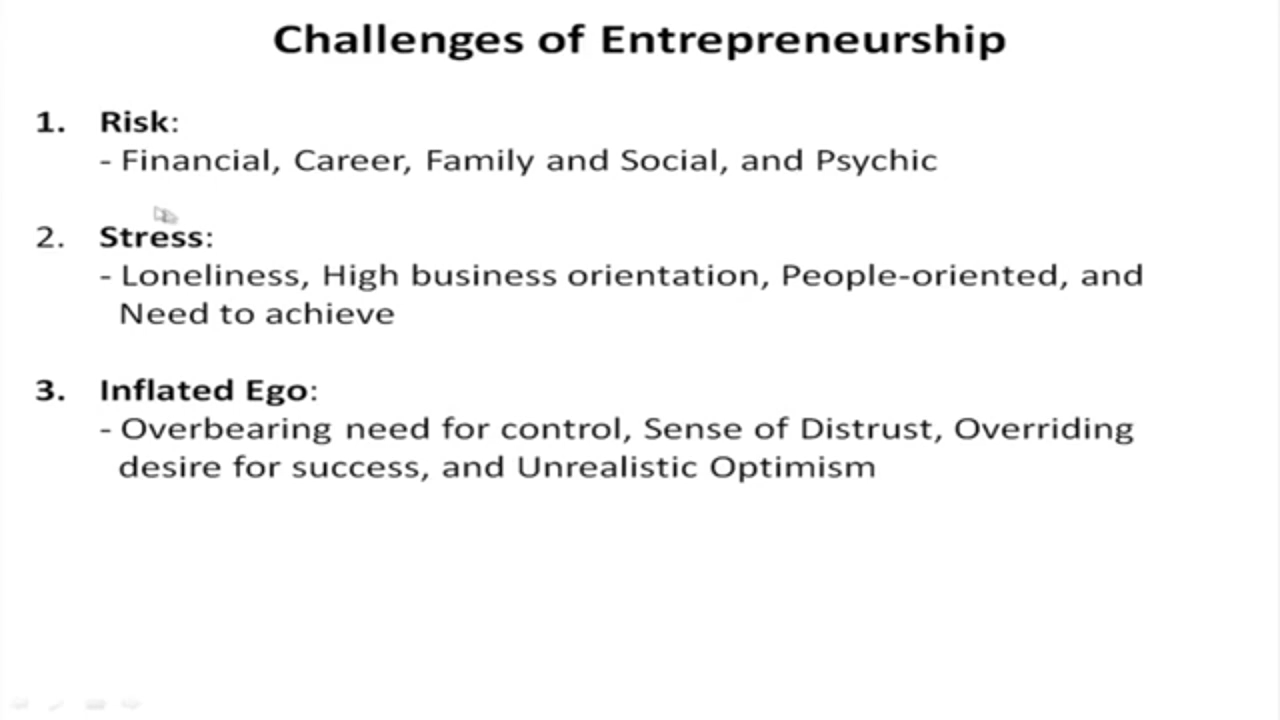 Challenges of Entrepreneurship
1. Risk:
- Financial, Career, Family and Social, and Psychic
2. Stress:
- Loneliness, High business orientation, People-oriented, and
Need to achieve
3. Inflated Ego:
- Overbearing need for control, Sense of Distrust, Overriding
desire for success, and Unrealistic Optimism